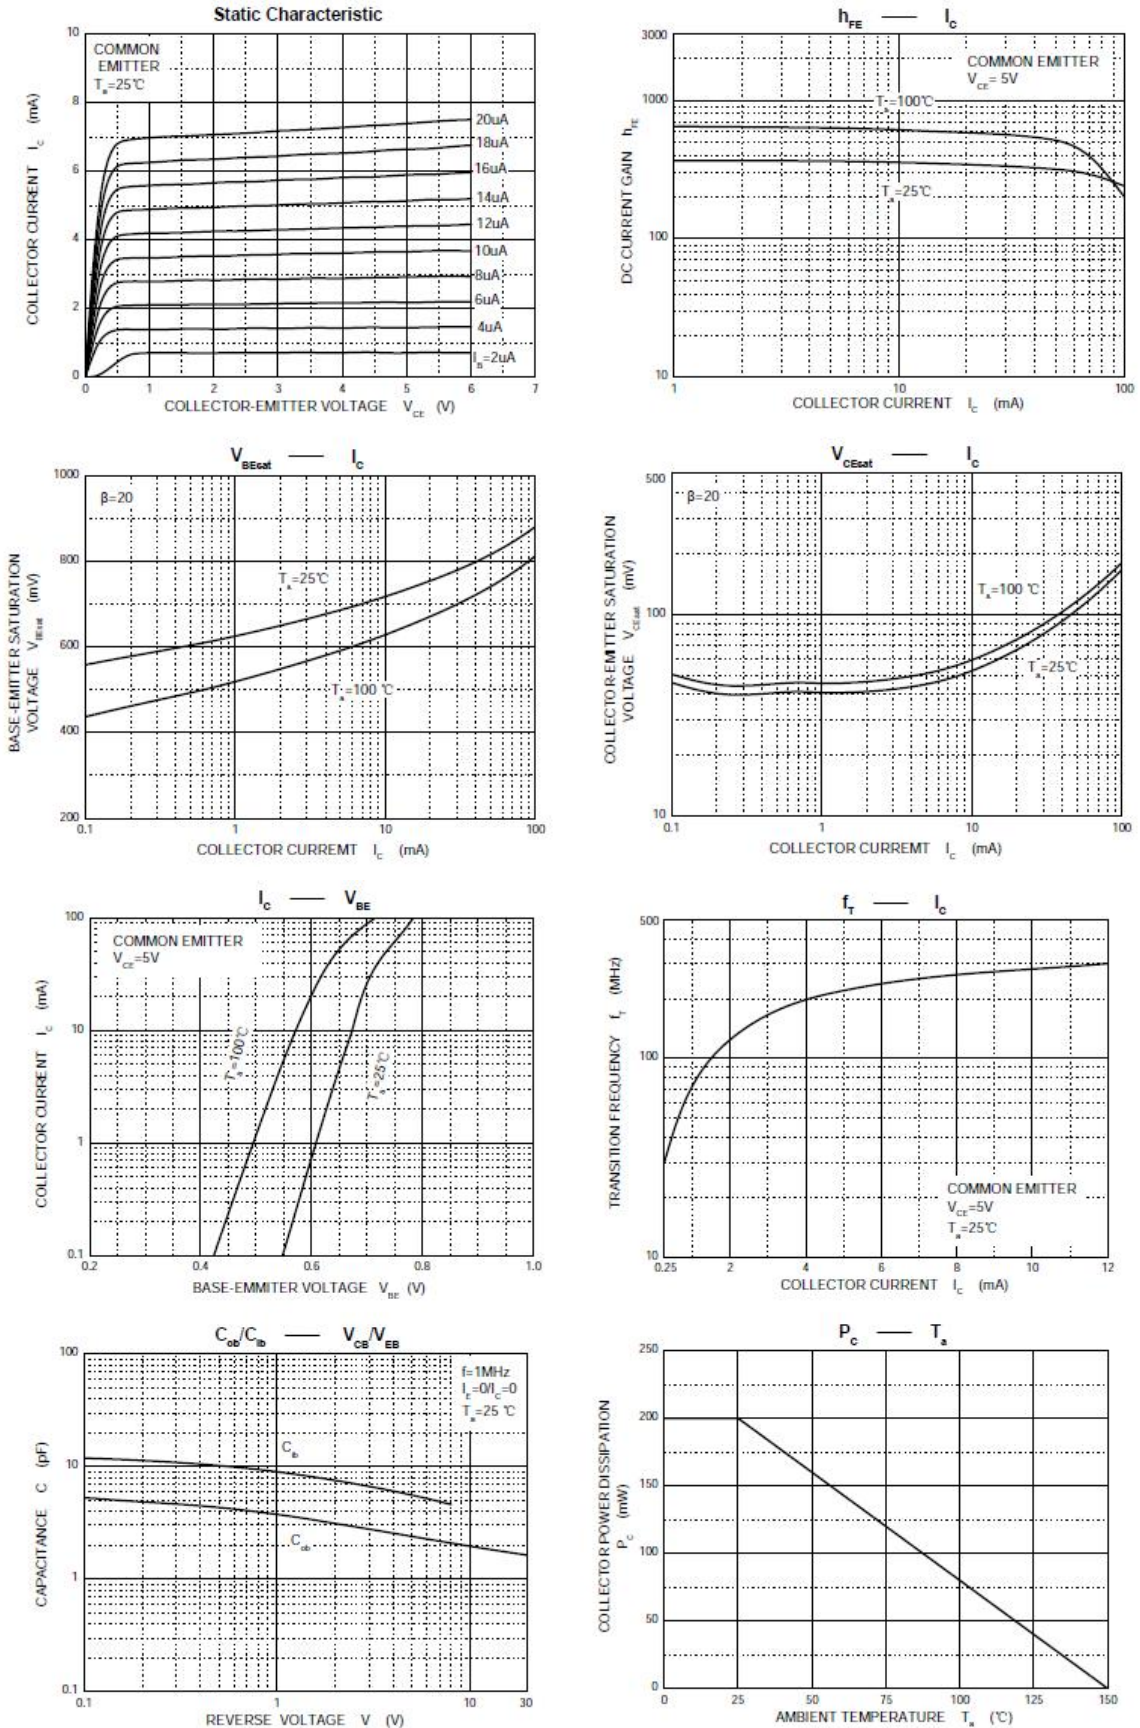 Static Characteristic
10
8
6
4
2
0
COMMON
EMITTER
Ta=25℃
20uA
18uA
16uA
14uA
12uA
10uA
8uA
6uA
4uA
IB=2uA
0 1 2 3 4 5 6 7
COLLECTOR CURRENT IC (mA)
COLLECTOR-EMITTER VOLTAGE VCE (V)
hFE —— IC
3000
1000
100
10
COMMON EMITTER
VCE= 5V
Ta=100℃
Ta=25℃
1 10 100
DC CURRENT GAIN hFE
COLLECTOR CURRENT IC (mA)
VBEsat —— IC
1000
800
600
400
200
β=20
Ta=25℃
Ta=100 ℃
0.1 1 10 100
BASE-EMITTER SATURATION
VOLTAGE VBEsat (mV)
COLLECTOR CURREMT IC (mA)
VCEsat —— IC
500
100
10
β=20
Ta=100 ℃
Ta=25℃
0.1 1 10 100
COLLECTOR-EMITTER SATURATION
VOLTAGE VCEsat (mV)
COLLECTOR CURREMT IC (mA)
IC —— VBE
100
10
1
0.1
COMMON EMITTER
VCE=5V
Ta=100℃
Ta=25℃
0.2 0.4 0.6 0.8 1.0
COLLECTOR CURRENT IC (mA)
BASE-EMMITER VOLTAGE VBE (V)
fT —— IC
500
100
10
COMMON EMITTER
VCE=5V
Ta=25℃
0.25 2 4 6 8 10 12
TRANSITION FREQUENCY fT (MHz)
COLLECTOR CURRENT IC (mA)
Cob/Cib —— VCB/VEB
100
10
1
0.1
f=1MHz
IE=0/IC=0
Ta=25 ℃
Cib
Cob
0.1 1 10 30
CAPACITANCE C (pF)
REVERSE VOLTAGE V (V)
PC —— Ta
250
200
150
100
50
0
0 25 50 75 100 125 150
COLLECTOR POWER DISSIPATION
PC (mW)
AMBIENT TEMPERATURE Ta (℃)